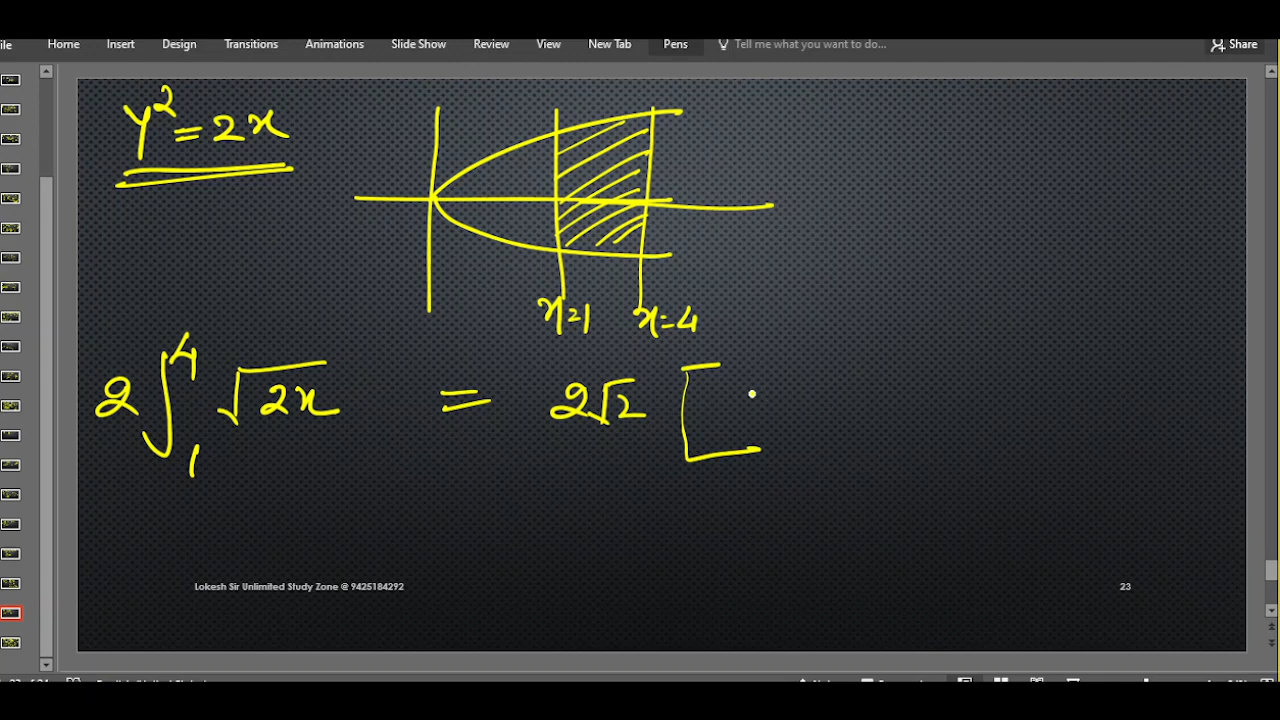 File Home Insert Design Transitions Animations Slide Show Review View New Tab Pens Tell me what you want to do... Share
y² = 2x
x=1 x=4
2∫₁⁴ √2x = 2√2 [
Lokesh Sir Unlimited Study Zone @ 9425184292 23